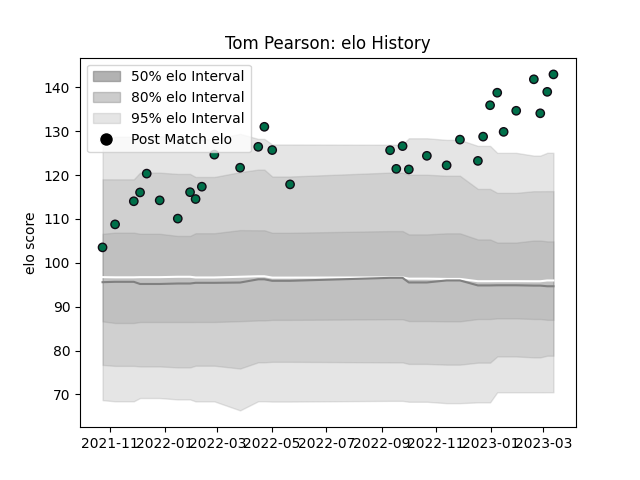 Tom Pearson: elo History
50% elo Interval
80% elo Interval
95% elo Interval
Post Match elo
elo score
140
130
120
110
100
90
80
70
2021-11 2022-01 2022-03 2022-05 2022-07 2022-09 2022-11 2023-01 2023-03